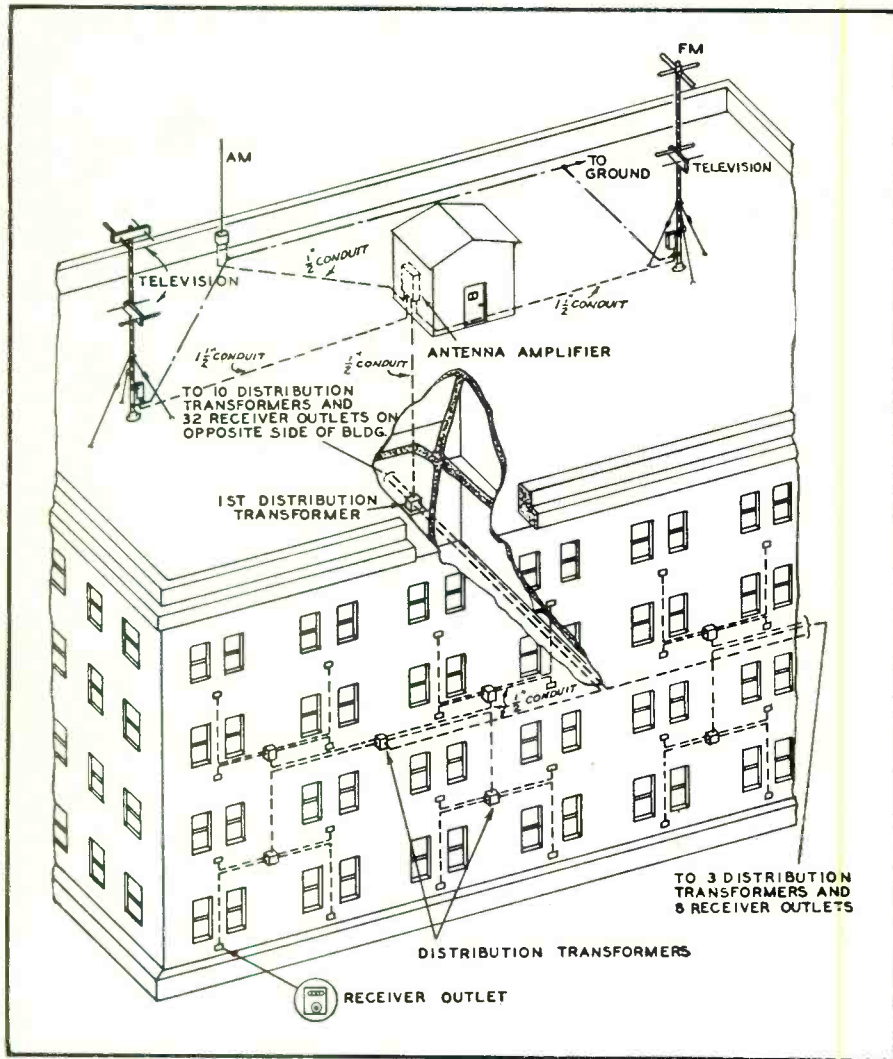 FM
AM
TO
GROUND
TELEVISION
TELEVISION
1/2" CONDUIT
1 1/2" CONDUIT
ANTENNA AMPLIFIER
1 1/2" CONDUIT
1/2" CONDUIT
TO 10 DISTRIBUTION
TRANSFORMERS AND
32 RECEIVER OUTLETS ON
OPPOSITE SIDE OF BLDG.
1ST DISTRIBUTION
TRANSFORMER
1/2" CONDUIT
TO 3 DISTRIBUTION
TRANSFORMERS AND
8 RECEIVER OUTLETS
DISTRIBUTION TRANSFORMERS
RECEIVER OUTLET